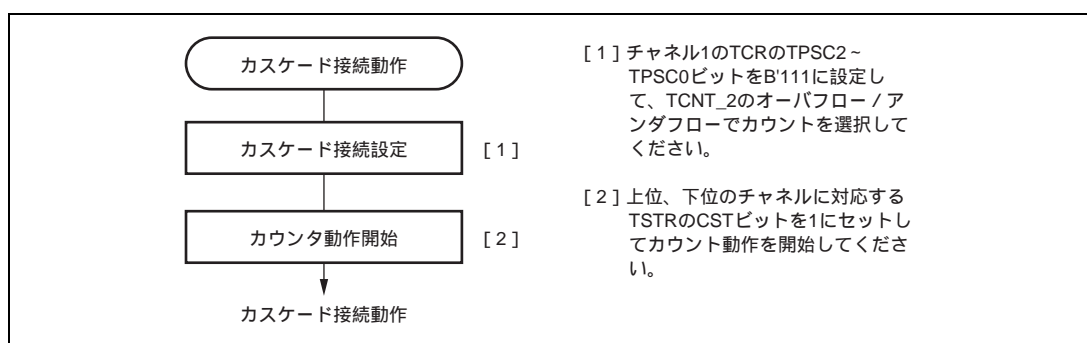 カスケード接続動作
カスケード接続設定 [1]
カウンタ動作開始 [2]
カスケード接続動作
[1] チャネル1のTCRのTPSC2~
TPSC0ビットをB'111に設定し
て、TCNT_2のオーバフロー/ア
ンダフローでカウントを選択して
ください。
[2] 上位、下位のチャネルに対応する
TSTRのCSTビットを1にセットし
てカウント動作を開始してくださ
い。